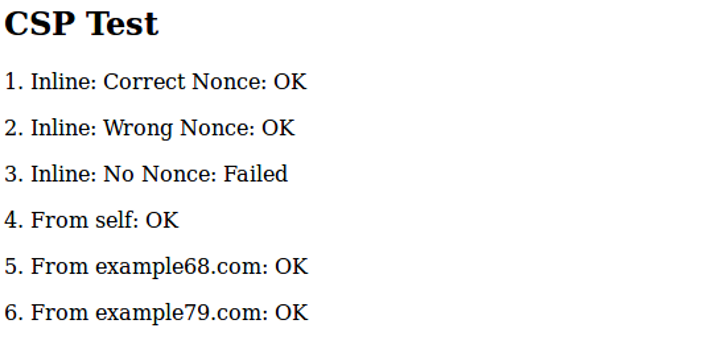 CSP Test
1. Inline: Correct Nonce: OK
2. Inline: Wrong Nonce: OK
3. Inline: No Nonce: Failed
4. From self: OK
5. From example68.com: OK
6. From example79.com: OK